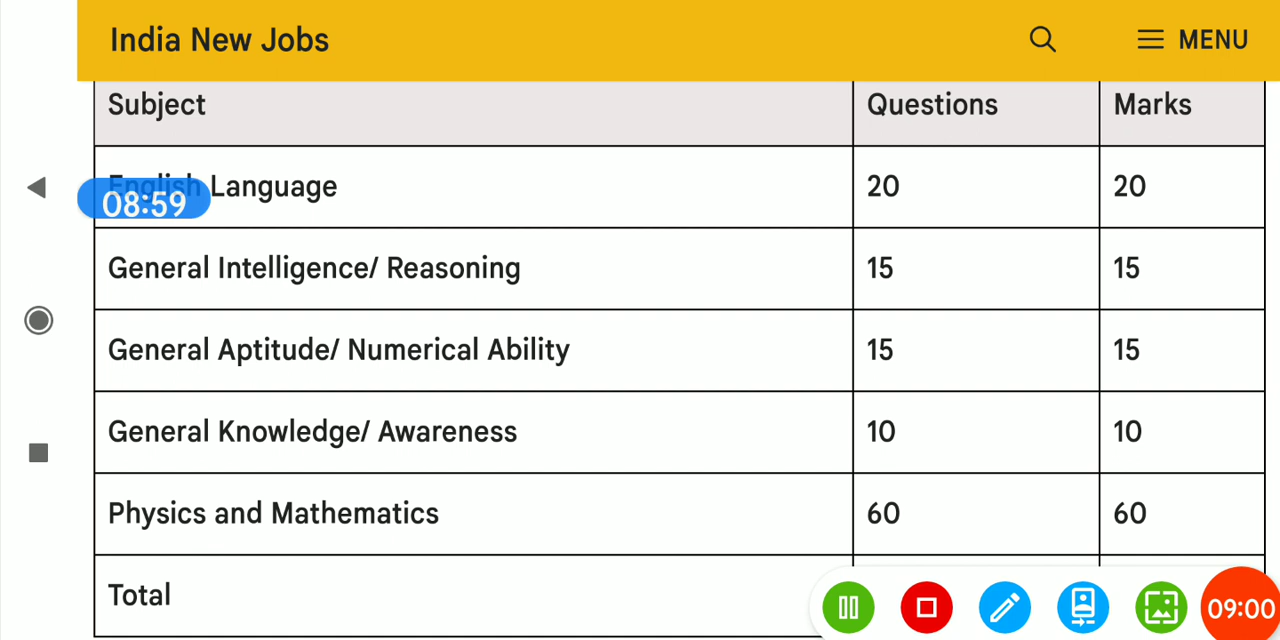 India New Jobs MENU
Subject Questions Marks
English Language 20 20
08:59
General Intelligence/ Reasoning 15 15
General Aptitude/ Numerical Ability 15 15
General Knowledge/ Awareness 10 10
Physics and Mathematics 60 60
Total
09:00